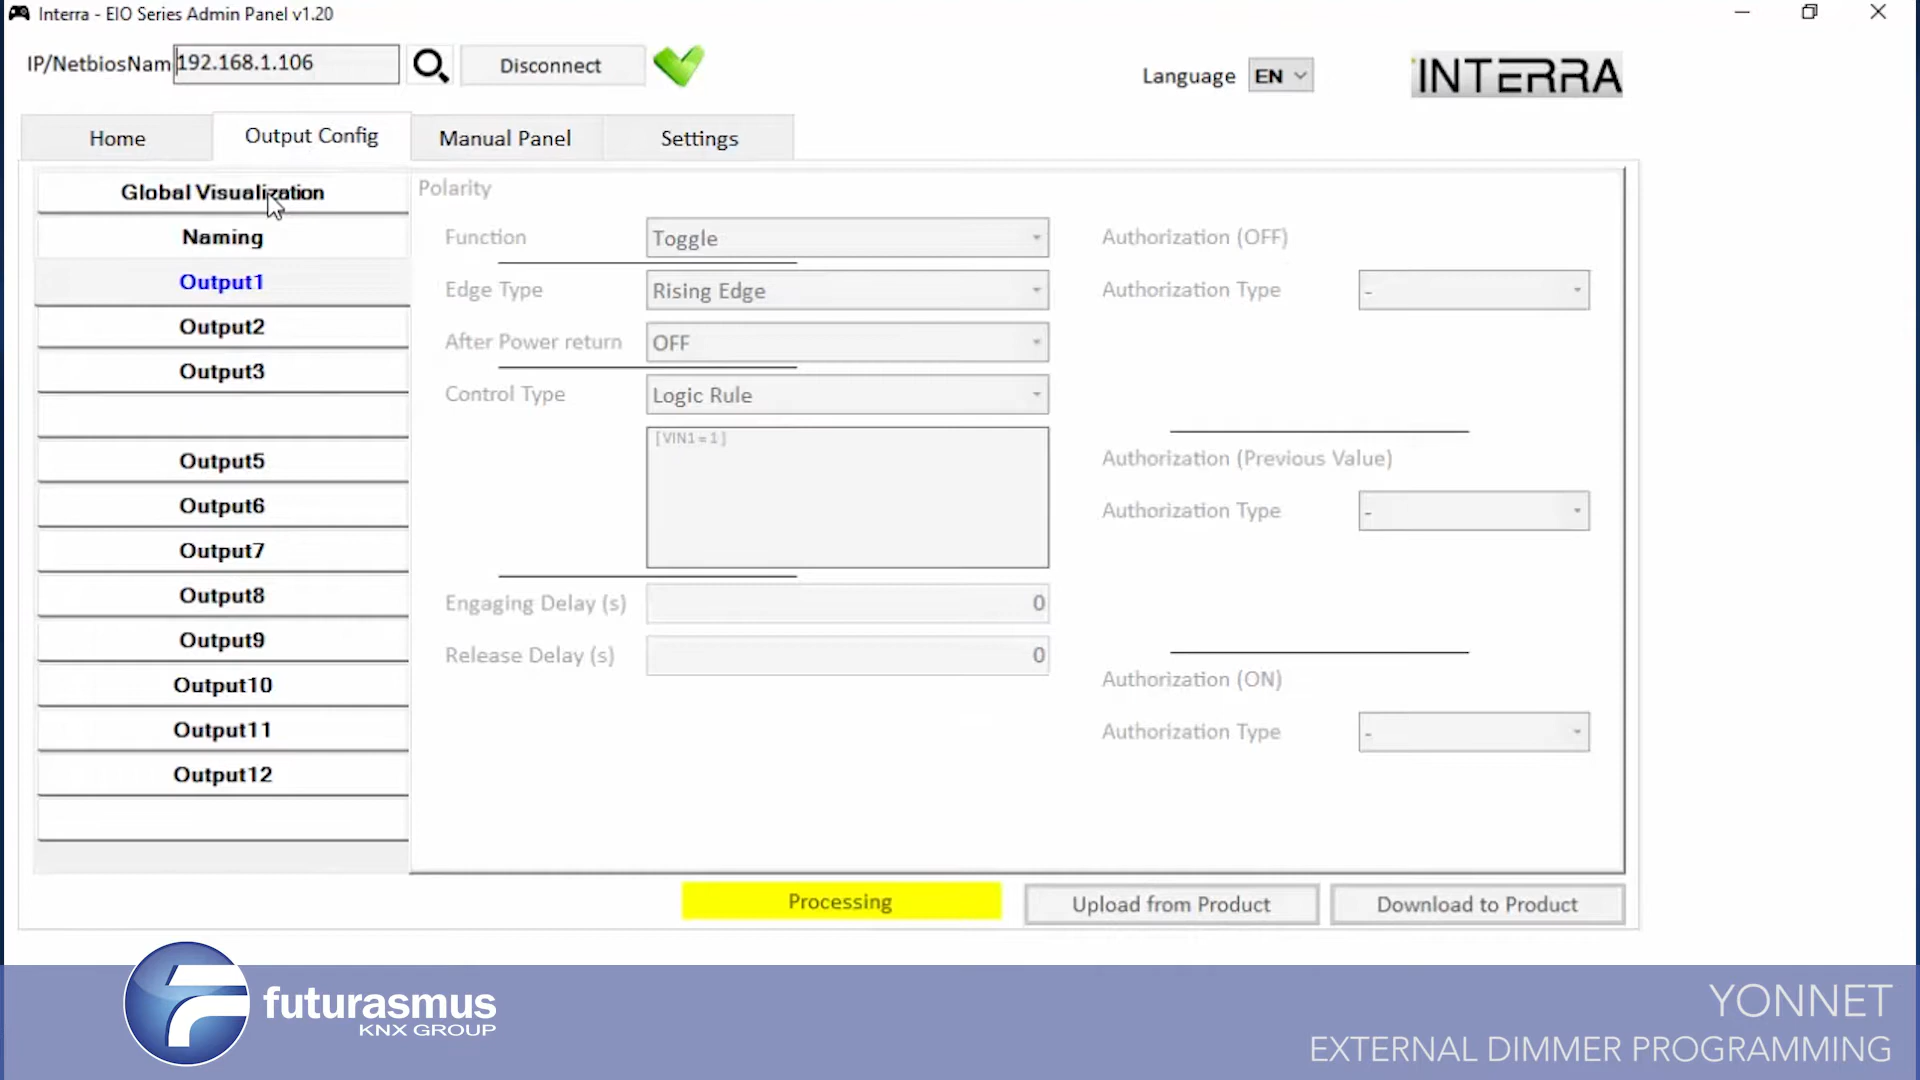 Interra - EIO Series Admin Panel v1.20
IP/NetbiosNam
192.168.1.106
Disconnect
Language
EN
INTERRA
Home
Output Config
Manual Panel
Settings
Global Visualization
Naming
Output1
Output2
Output3
Output5
Output6
Output7
Output8
Output9
Output10
Output11
Output12
Polarity
Function
Toggle
Edge Type
Rising Edge
After Power return
OFF
Control Type
Logic Rule
[VIN1=1]
Engaging Delay (s)
0
Release Delay (s)
0
Authorization (OFF)
Authorization Type
-
Authorization (Previous Value)
Authorization Type
-
Authorization (ON)
Authorization Type
-
Processing
Upload from Product
Download to Product
futurasmus
KNX GROUP
YONNET
EXTERNAL DIMMER PROGRAMMING